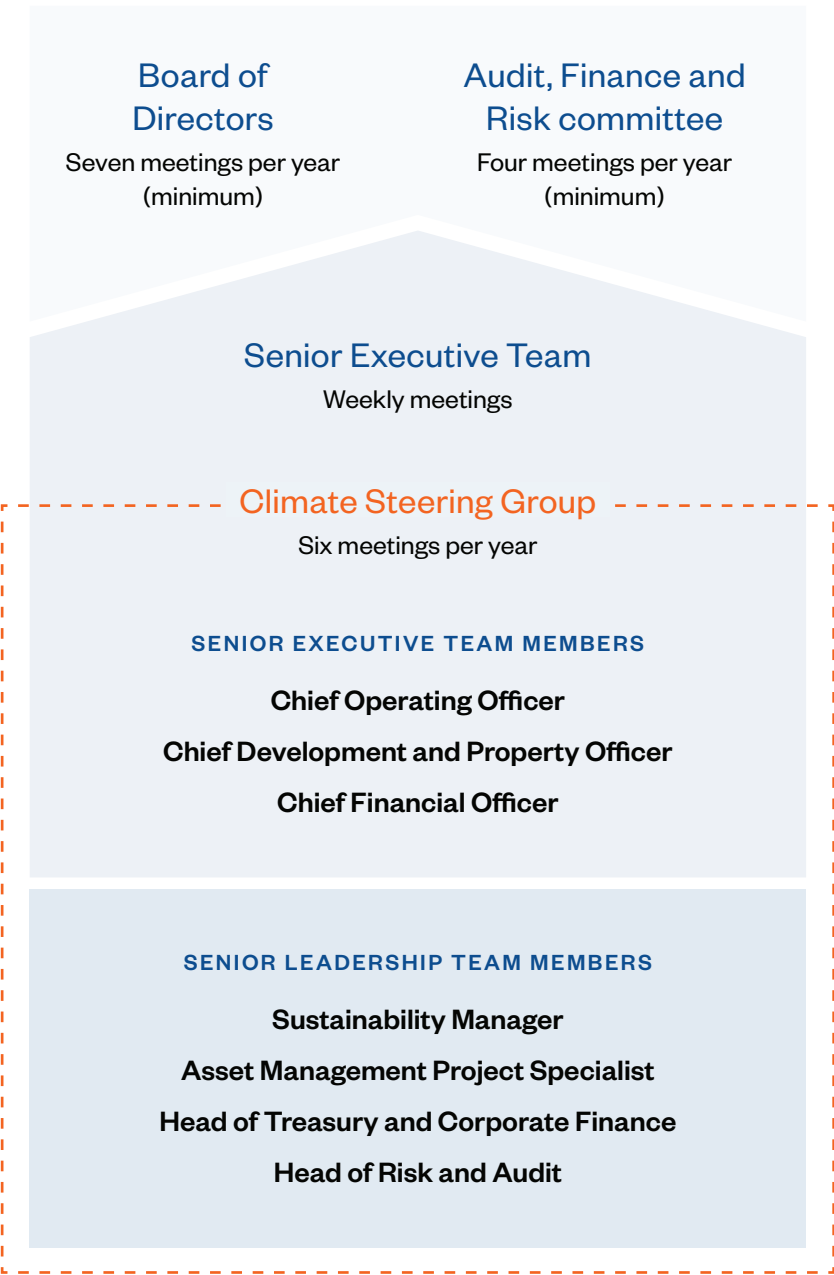 Board of
Directors
Seven meetings per year
(minimum)
Audit, Finance and
Risk committee
Four meetings per year
(minimum)
Senior Executive Team
Weekly meetings
Climate Steering Group
Six meetings per year
SENIOR EXECUTIVE TEAM MEMBERS
Chief Operating Officer
Chief Development and Property Officer
Chief Financial Officer
SENIOR LEADERSHIP TEAM MEMBERS
Sustainability Manager
Asset Management Project Specialist
Head of Treasury and Corporate Finance
Head of Risk and Audit